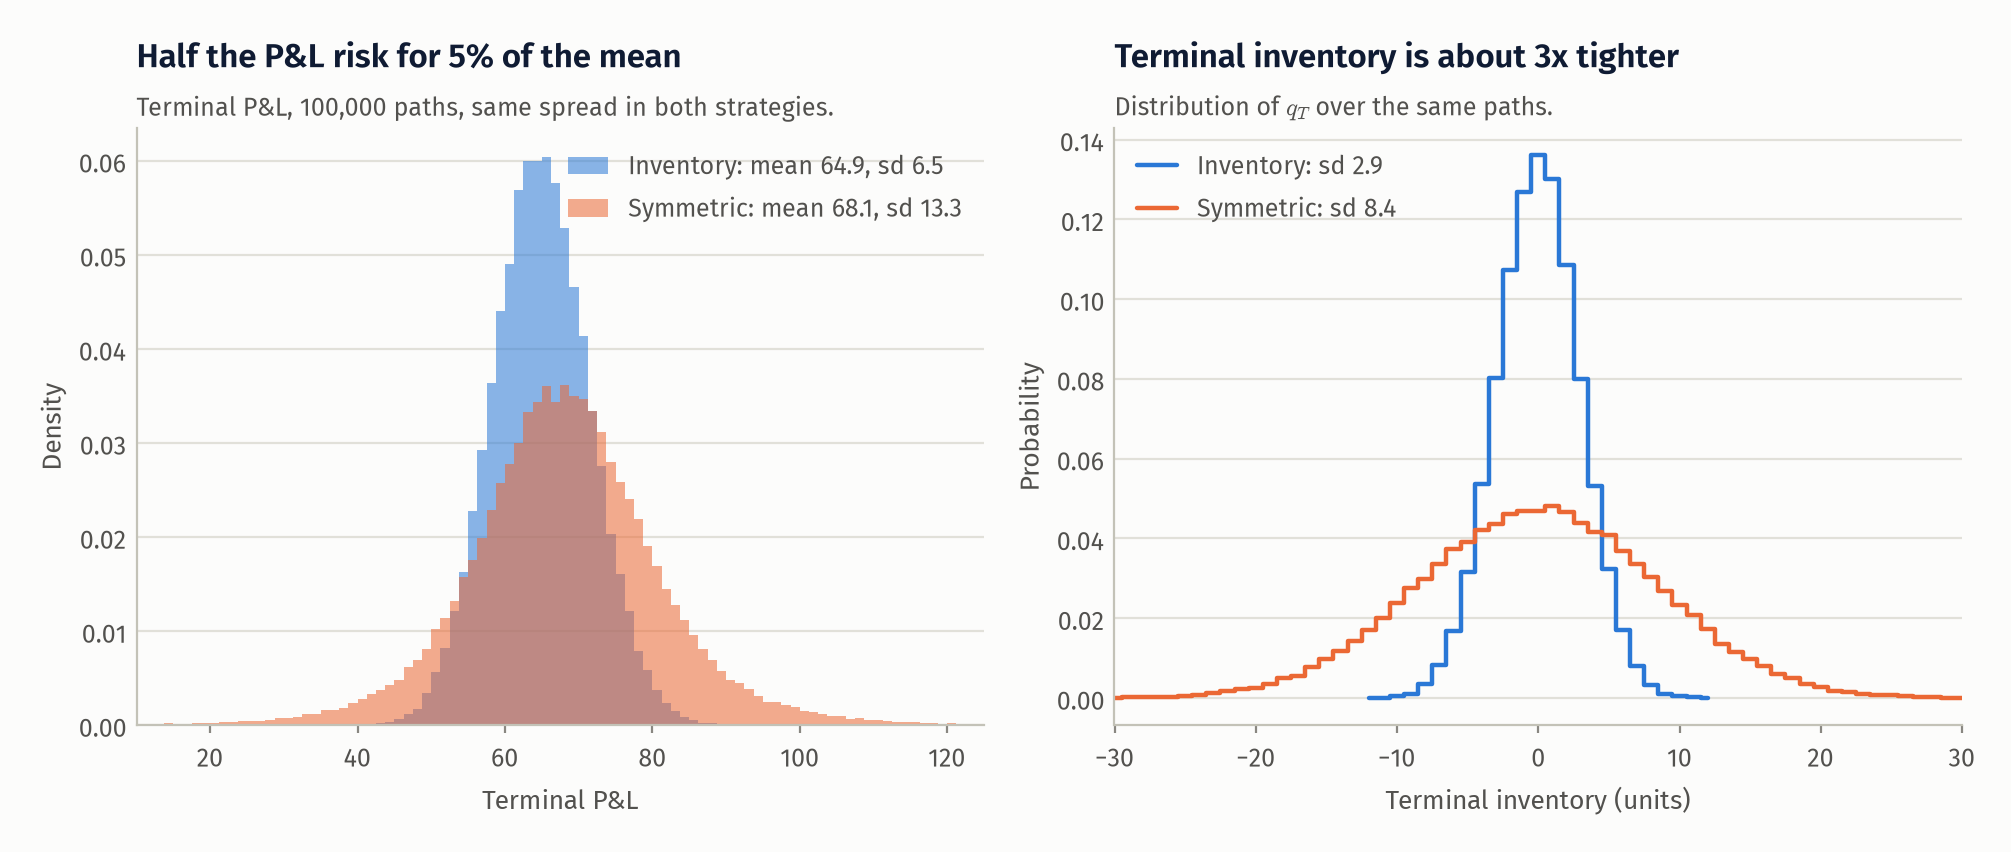 Half the P&L risk for 5% of the mean
Terminal P&L, 100,000 paths, same spread in both strategies.
Inventory: mean 64.9, sd 6.5
Symmetric: mean 68.1, sd 13.3
Density
0.06
0.05
0.04
0.03
0.02
0.01
0.00
20 40 60 80 100 120
Terminal P&L
Terminal inventory is about 3x tighter
Distribution of q_T over the same paths.
Inventory: sd 2.9
Symmetric: sd 8.4
Probability
0.14
0.12
0.10
0.08
0.06
0.04
0.02
0.00
−30 −20 −10 0 10 20 30
Terminal inventory (units)